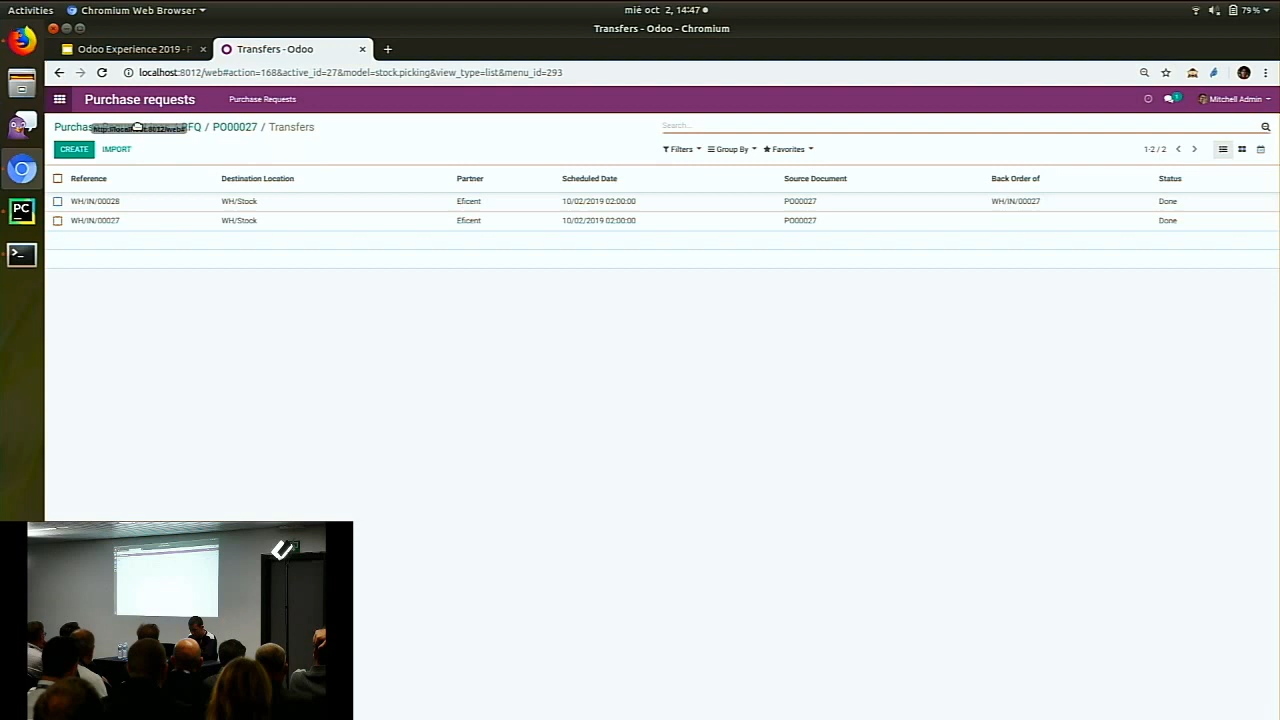 Activities Chromium Web Browser mié oct 2, 14:47 79%
Transfers - Odoo - Chromium
Odoo Experience 2019 - P Transfers - Odoo
localhost:8012/web#action=168&active_id=27&model=stock.picking&view_type=list&menu_id=293
Purchase requests Purchase Requests 1 Mitchell Admin
Purchas RFQ / PO00027 / Transfers Search...
CREATE IMPORT Filters Group By Favorites 1-2 / 2
Reference Destination Location Partner Scheduled Date Source Document Back Order of Status
WH/IN/00028 WH/Stock Eficent 10/02/2019 02:00:00 PO00027 WH/IN/00027 Done
WH/IN/00027 WH/Stock Eficent 10/02/2019 02:00:00 PO00027 Done
PC